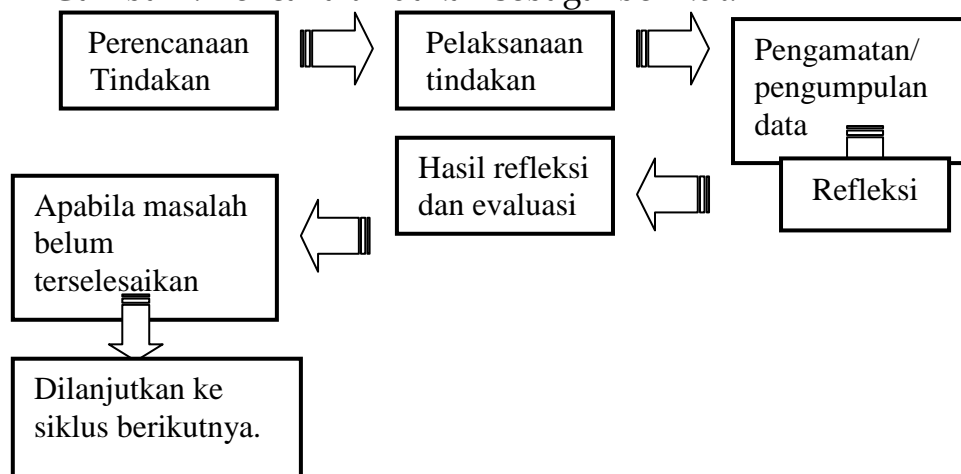 Perencanaan
Tindakan
Pelaksanaan
tindakan
Pengamatan/
pengumpulan
data
Refleksi
Hasil refleksi
dan evaluasi
Apabila masalah
belum
terselesaikan
Dilanjutkan ke
siklus berikutnya.